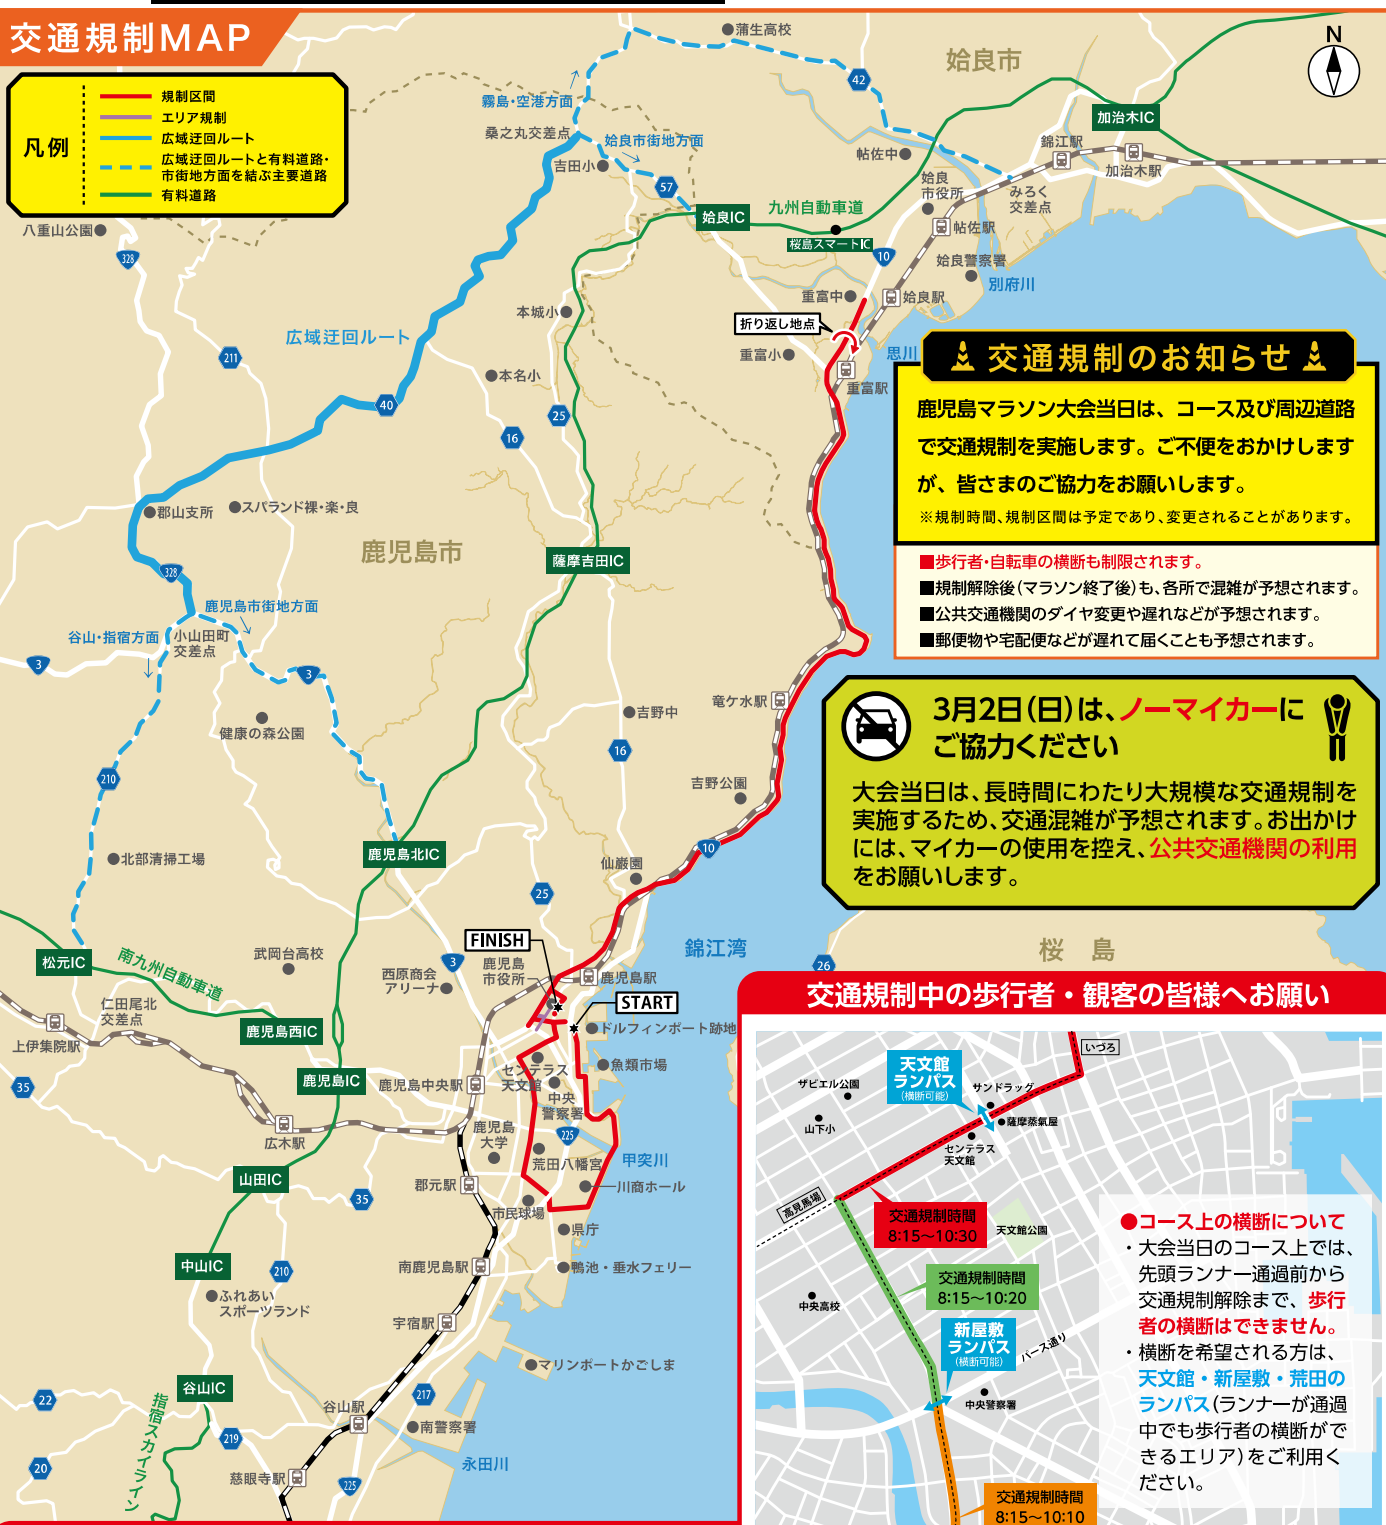 交通規制MAP
凡例
規制区間
エリア規制
広域迂回ルート
広域迂回ルートと有料道路・
市街地方面を結ぶ主要道路
有料道路
N
蒲生高校
姶良市
42
霧島・空港方面
桑之丸交差点
姶良市街地方面
吉田小
57
帖佐中
加治木IC
錦江駅
加治木駅
姶良
市役所
みろく
交差点
姶良IC
九州自動車道
桜島スマートIC
帖佐駅
10
姶良警察署
別府川
八重山公園
328
重富中
姶良駅
本城小
折り返し地点
広域迂回ルート
211
重富小
思川
重富駅
本名小
40
25
16
交通規制のお知らせ
鹿児島マラソン大会当日は、コース及び周辺道路
で交通規制を実施します。ご不便をおかけします
が、皆さまのご協力をお願いします。
※規制時間、規制区間は予定であり、変更されることがあります。
■歩行者・自転車の横断も制限されます。
■規制解除後(マラソン終了後)も、各所で混雑が予想されます。
■公共交通機関のダイヤ変更や遅れなどが予想されます。
■郵便物や宅配便などが遅れて届くことも予想されます。
郡山支所
スパランド裸・楽・良
鹿児島市
薩摩吉田IC
328
鹿児島市街地方面
谷山・指宿方面
小山田町
交差点
3
3
健康の森公園
竜ケ水駅
吉野中
16
210
吉野公園
3月2日(日)は、ノーマイカーに
ご協力ください
大会当日は、長時間にわたり大規模な交通規制を
実施するため、交通混雑が予想されます。お出かけ
には、マイカーの使用を控え、公共交通機関の利用
をお願いします。
北部清掃工場
鹿児島北IC
10
仙巌園
25
FINISH
錦江湾
桜島
26
松元IC
南九州自動車道
武岡台高校
3
西原商会
アリーナ
鹿児島
市役所
鹿児島駅
START
仁田尾北
交差点
鹿児島西IC
ドルフィンポート跡地
上伊集院駅
センテラス
天文館
魚類市場
35
鹿児島IC
鹿児島中央駅
中央
警察署
広木駅
鹿児島
大学
225
荒田八幡宮
甲突川
山田IC
35
郡元駅
川商ホール
市民球場
県庁
中山IC
210
南鹿児島駅
鴨池・垂水フェリー
ふれあい
スポーツランド
宇宿駅
マリンポートかごしま
谷山IC
22
217
谷山駅
南警察署
219
指宿スカイライン
20
永田川
慈眼寺駅
225
交通規制中の歩行者・観客の皆様へお願い
いづろ
天文館
ランパス
(横断可能)
ザビエル公園
サンドラッグ
山下小
薩摩蒸氣屋
センテラス
天文館
高見馬場
交通規制時間
8:15～10:30
天文館公園
交通規制時間
8:15～10:20
中央高校
新屋敷
ランパス
(横断可能)
パース通り
中央警察署
交通規制時間
8:15～10:10
●コース上の横断について
・大会当日のコース上では、
先頭ランナー通過前から
交通規制解除まで、歩行
者の横断はできません。
・横断を希望される方は、
天文館・新屋敷・荒田の
ランパス(ランナーが通過
中でも歩行者の横断がで
きるエリア)をご利用く
ださい。